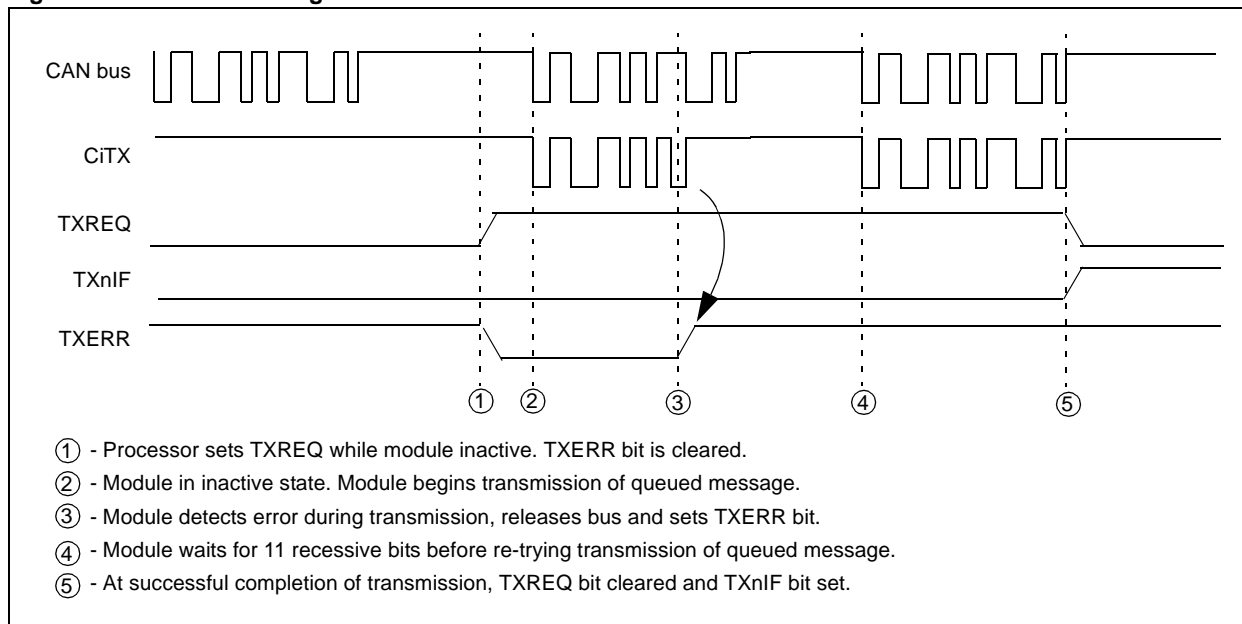 CAN bus
CiTX
TXREQ
TXnIF
TXERR
1 2 3 4 5
1 - Processor sets TXREQ while module inactive. TXERR bit is cleared.
2 - Module in inactive state. Module begins transmission of queued message.
3 - Module detects error during transmission, releases bus and sets TXERR bit.
4 - Module waits for 11 recessive bits before re-trying transmission of queued message.
5 - At successful completion of transmission, TXREQ bit cleared and TXnIF bit set.